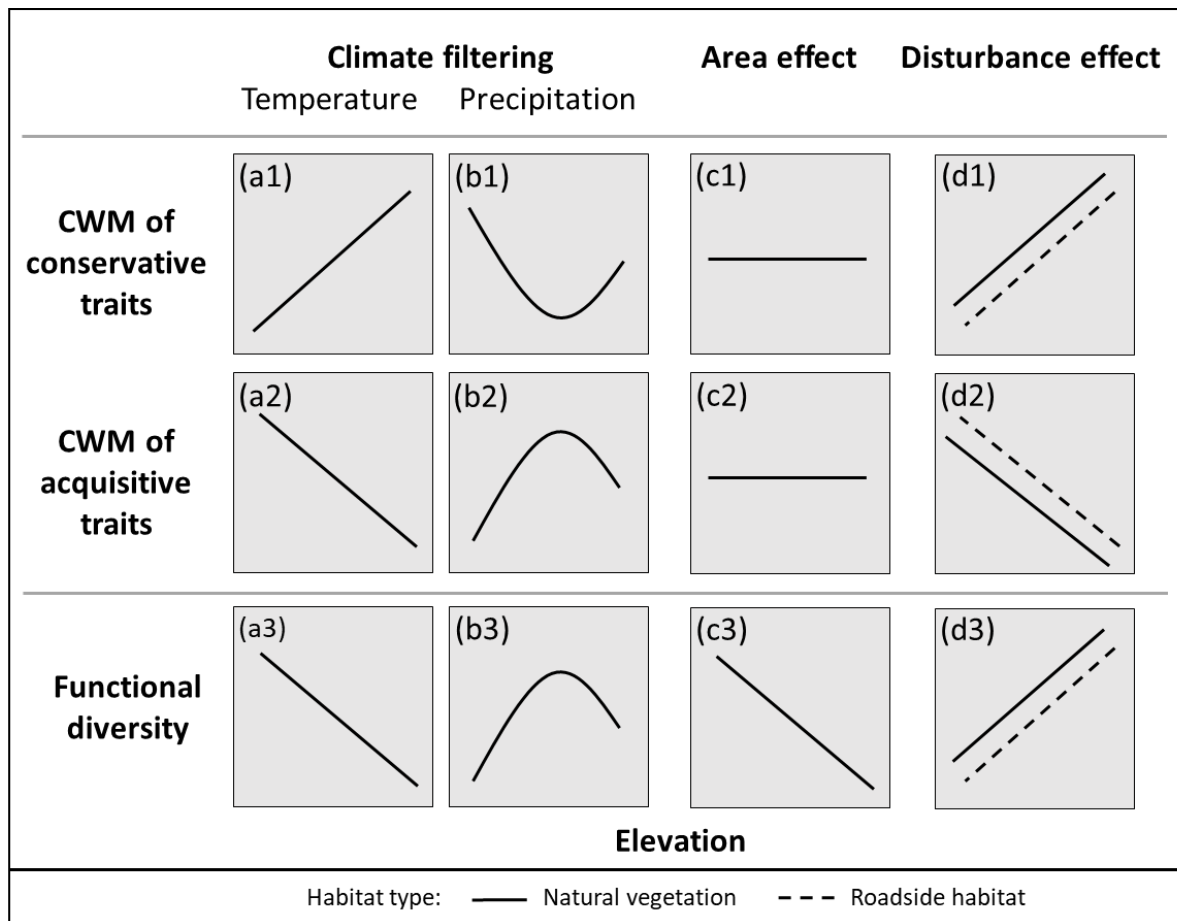 Climate filtering Area effect Disturbance effect
Temperature Precipitation
(a1) (b1) (c1) (d1)
CWM of
conservative
traits
(a2) (b2) (c2) (d2)
CWM of
acquisitive
traits
(a3) (b3) (c3) (d3)
Functional
diversity
Elevation
Habitat type: Natural vegetation Roadside habitat